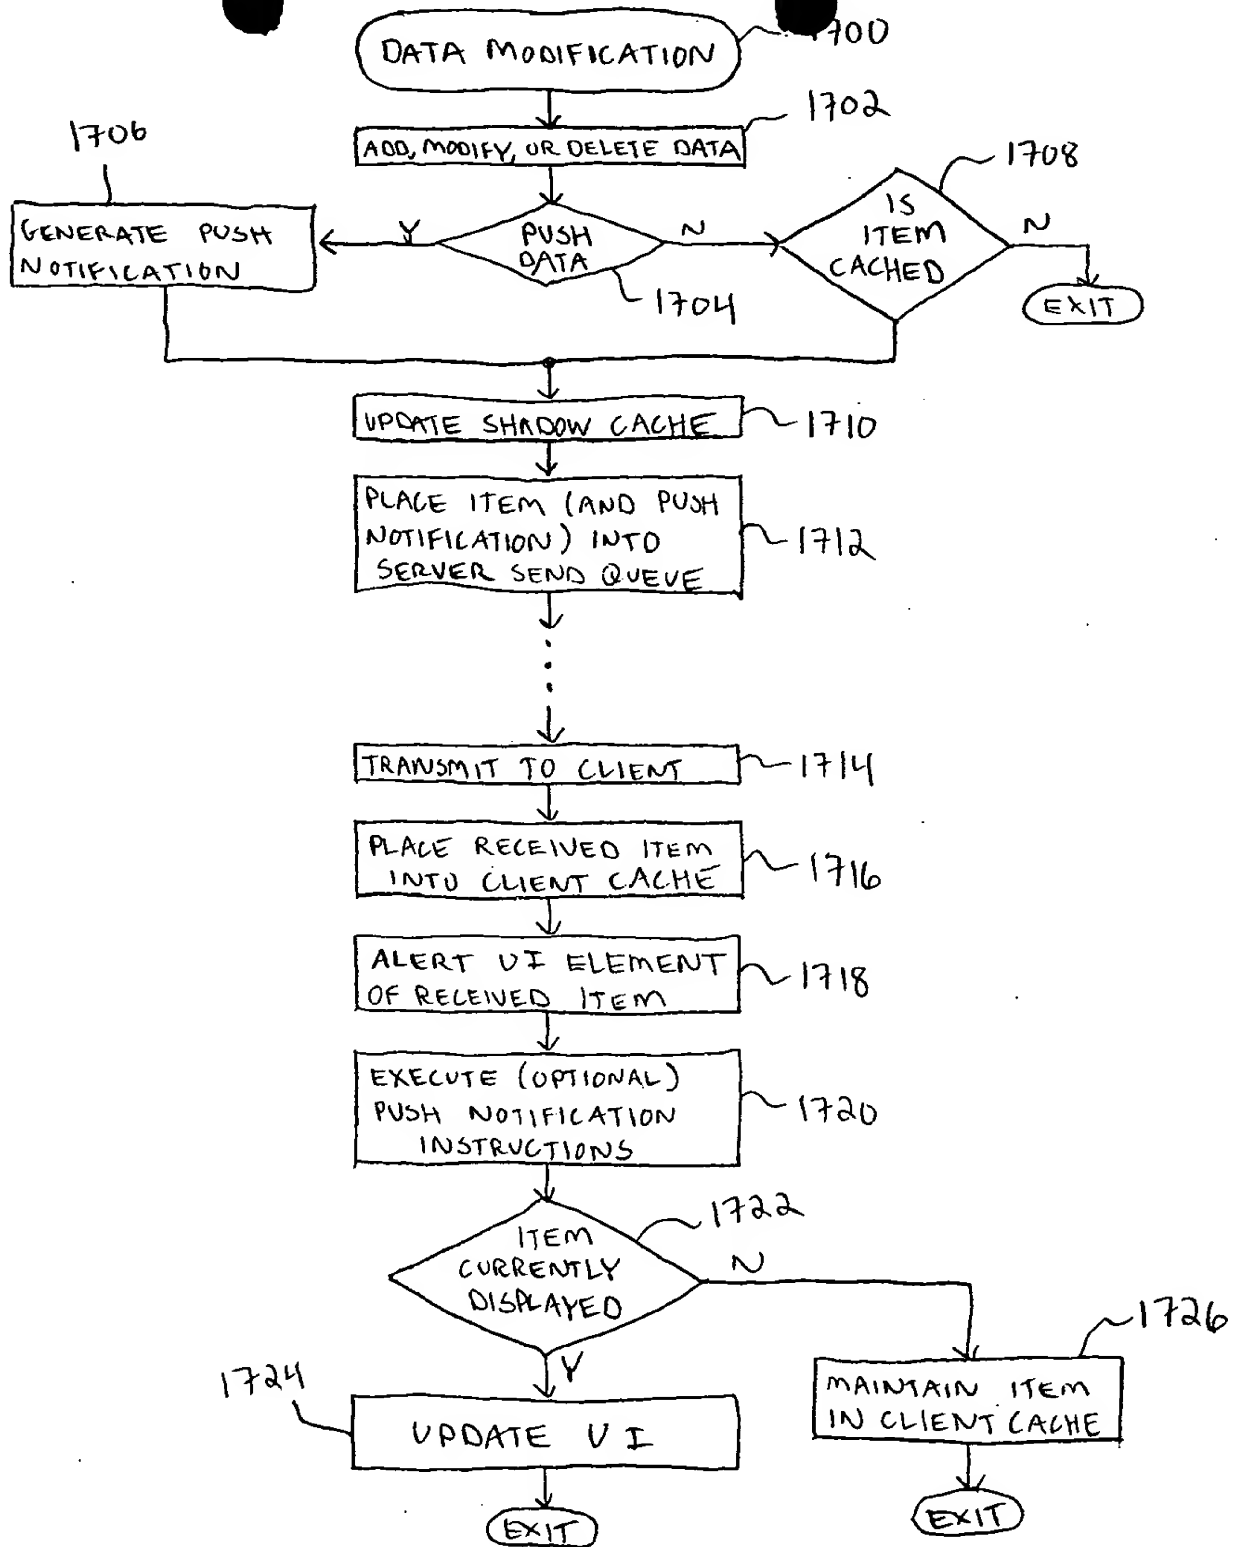 1700
DATA MODIFICATION
1702
ADD, MODIFY, OR DELETE DATA
1706
GENERATE PUSH
NOTIFICATION
Y
PUSH
DATA
1704
N
1708
IS
ITEM
CACHED
N
EXIT
UPDATE SHADOW CACHE
1710
PLACE ITEM (AND PUSH
NOTIFICATION) INTO
SERVER SEND QUEUE
1712
TRANSMIT TO CLIENT
1714
PLACE RECEIVED ITEM
INTO CLIENT CACHE
1716
ALERT UI ELEMENT
OF RECEIVED ITEM
1718
EXECUTE (OPTIONAL)
PUSH NOTIFICATION
INSTRUCTIONS
1720
ITEM
CURRENTLY
DISPLAYED
1722
N
Y
1724
UPDATE UI
EXIT
1726
MAINTAIN ITEM
IN CLIENT CACHE
EXIT